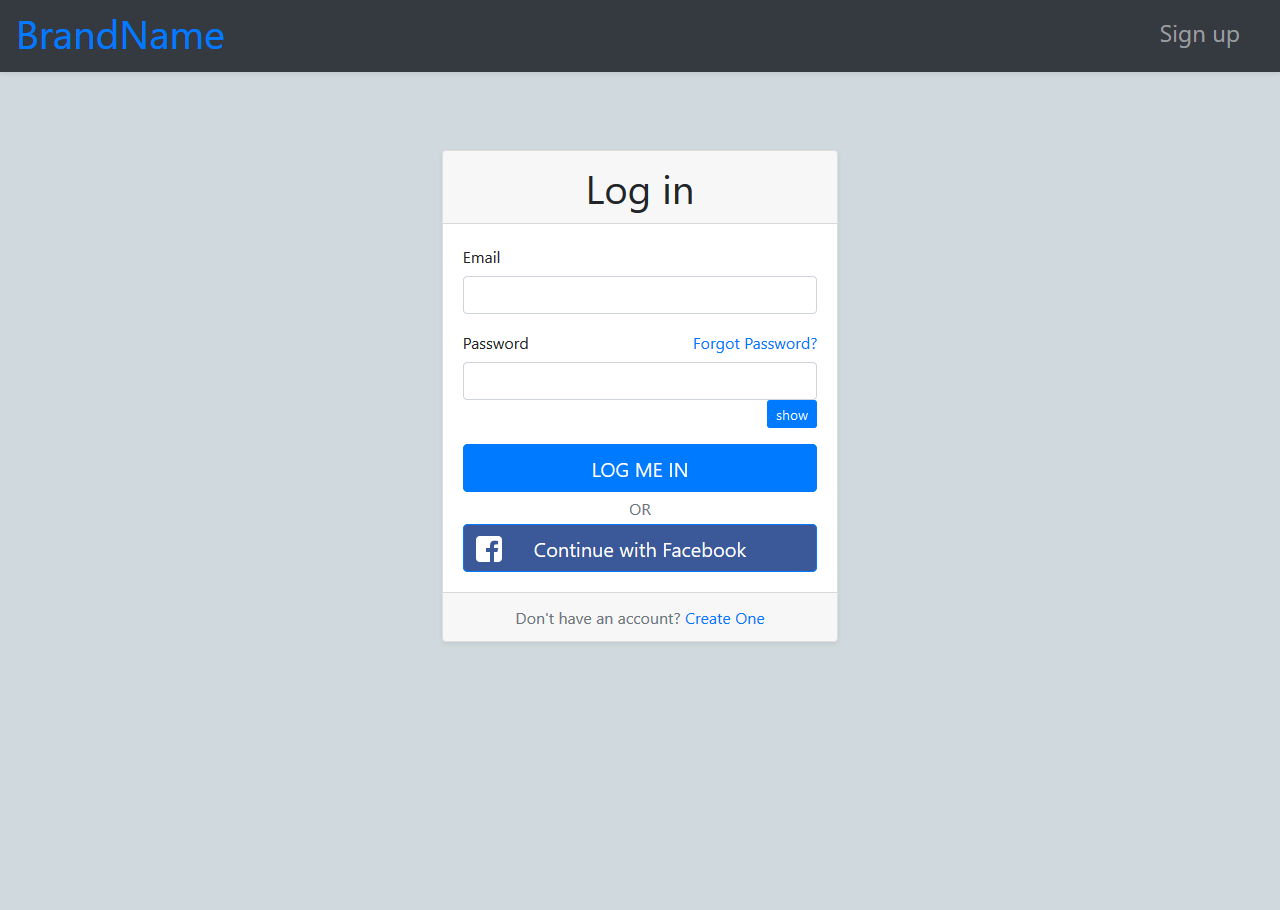 BrandName
Sign up
Log in
Email
Password
Forgot Password?
show
LOG ME IN
OR
Continue with Facebook
Don't have an account? Create One